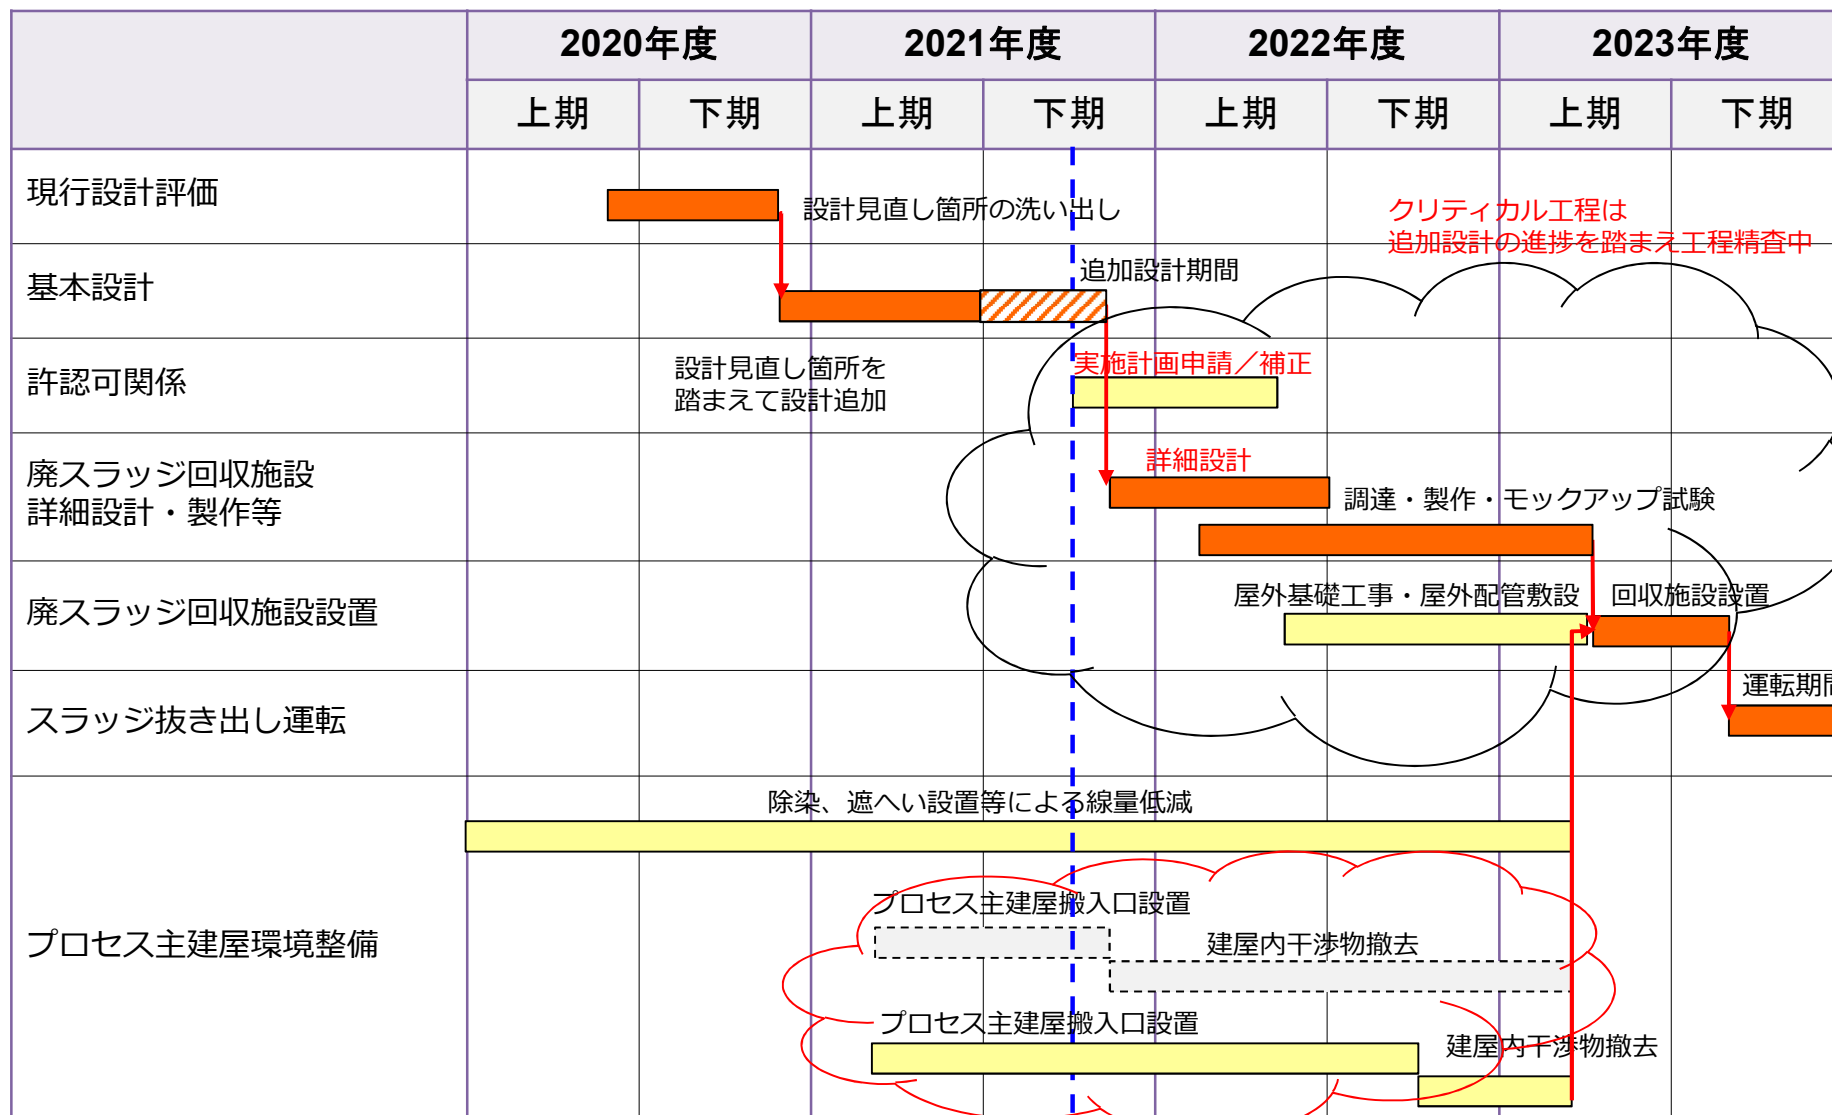 2020年度 2021年度 2022年度 2023年度
上期 下期 上期 下期 上期 下期 上期 下期
現行設計評価
設計見直し箇所の洗い出し
クリティカル工程は
追加設計の進捗を踏まえ工程精査中
基本設計
追加設計期間
許認可関係
設計見直し箇所を
踏まえて設計追加
実施計画申請／補正
廃スラッジ回収施設
詳細設計・製作等
詳細設計
調達・製作・モックアップ試験
廃スラッジ回収施設設置
屋外基礎工事・屋外配管敷設
回収施設設置
スラッジ抜き出し運転
運転期間
プロセス主建屋環境整備
除染、遮へい設置等による線量低減
プロセス主建屋搬入口設置
建屋内干渉物撤去
プロセス主建屋搬入口設置
建屋内干渉物撤去